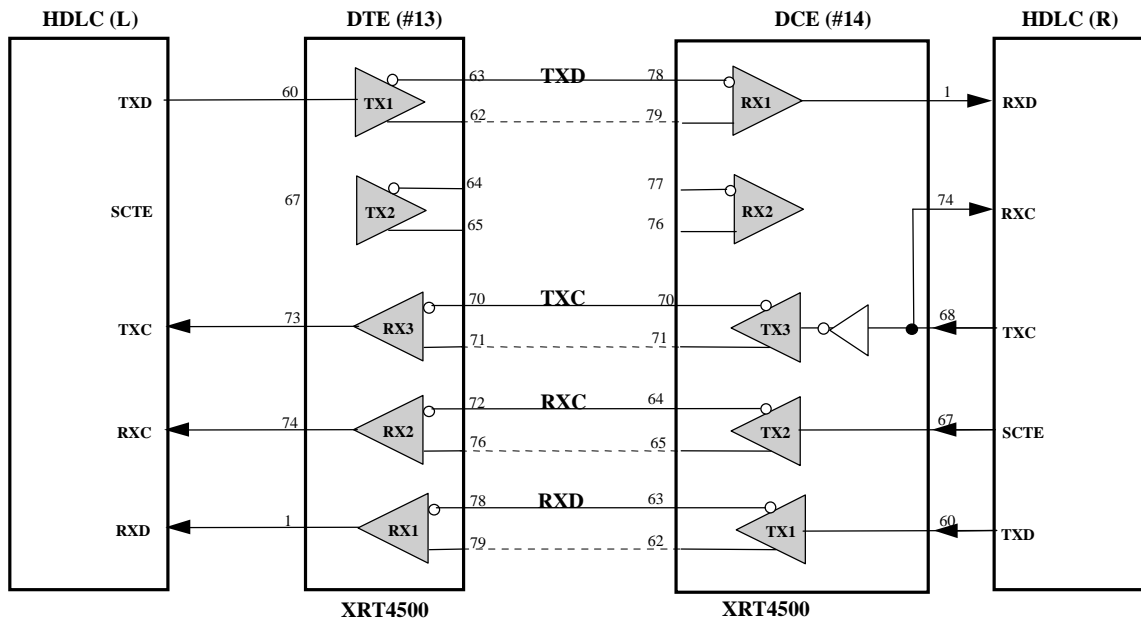 HDLC (L) DTE (#13) DCE (#14) HDLC (R)
TXD 60 TX1 63 TXD 78 RX1 1 RXD
62 79
SCTE 67 TX2 64 77 RX2 74 RXC
65 76
TXC 73 RX3 70 TXC 70 TX3 68 TXC
71 71
RXC 74 RX2 72 RXC 64 TX2 67 SCTE
76 65
RXD 1 RX1 78 RXD 63 TX1 60 TXD
79 62
XRT4500 XRT4500